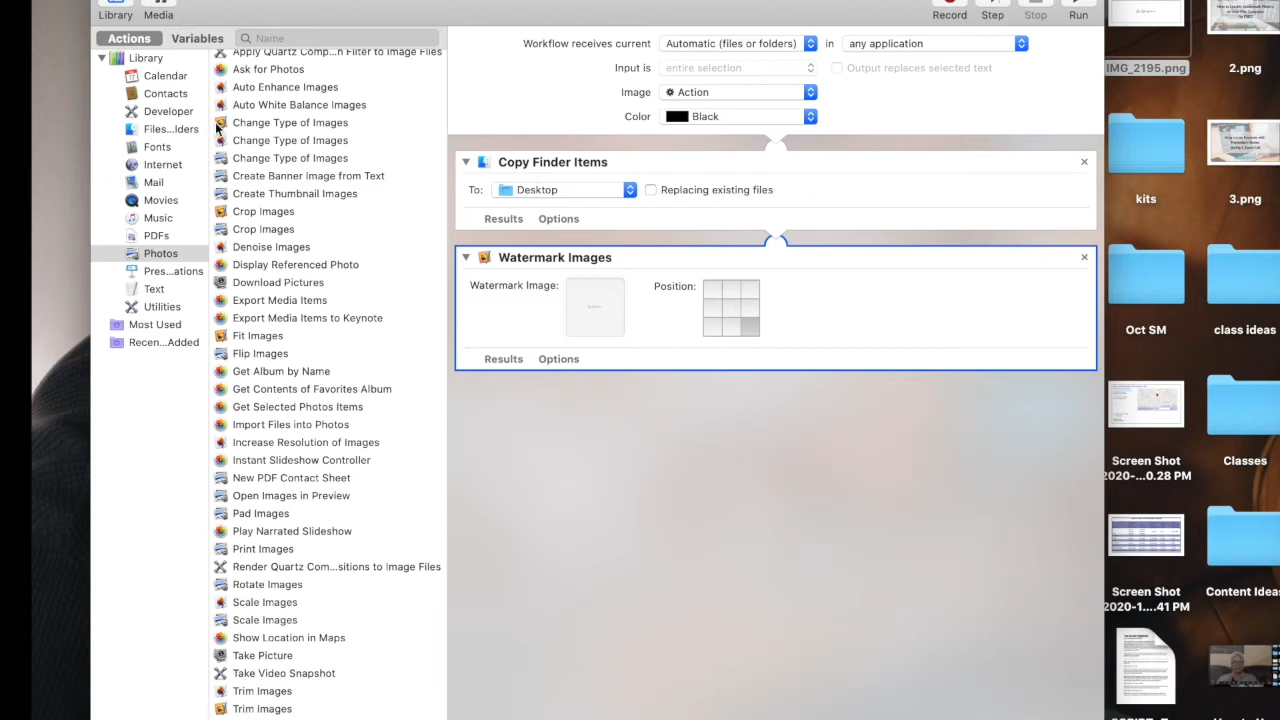 Library
Media
Record
Step
Stop
Run
Actions
Variables
Name
Workflow receives current
Automatic (files or folders)
any application
Input is
entire selection
Output replaces selected text
Image
Action
Color
Black
Library
Calendar
Contacts
Developer
Files...lders
Fonts
Internet
Mail
Movies
Music
PDFs
Photos
Pres...ations
Text
Utilities
Most Used
Recen...Added
Apply Quartz Comp...n Filter to Image Files
Ask for Photos
Auto Enhance Images
Auto White Balance Images
Change Type of Images
Change Type of Images
Change Type of Images
Create Banner Image from Text
Create Thumbnail Images
Crop Images
Crop Images
Denoise Images
Display Referenced Photo
Download Pictures
Export Media Items
Export Media Items to Keynote
Fit Images
Flip Images
Get Album by Name
Get Contents of Favorites Album
Get Selected Photos Items
Import Files into Photos
Increase Resolution of Images
Instant Slideshow Controller
New PDF Contact Sheet
Open Images in Preview
Pad Images
Play Narrated Slideshow
Print Images
Render Quartz Com...sitions to Image Files
Rotate Images
Scale Images
Scale Images
Show Location in Maps
Take Picture
Take Video Snapshot
Trim Images
Trim Images
Copy Finder Items
To:
Desktop
Replacing existing files
Results
Options
Watermark Images
Watermark Image:
Position:
Results
Options
IMG_2195.png
2.png
kits
3.png
Oct SM
class ideas
Screen Shot
2020-...0.28 PM
Classes
Screen Shot
2020-1....41 PM
Content Ideas